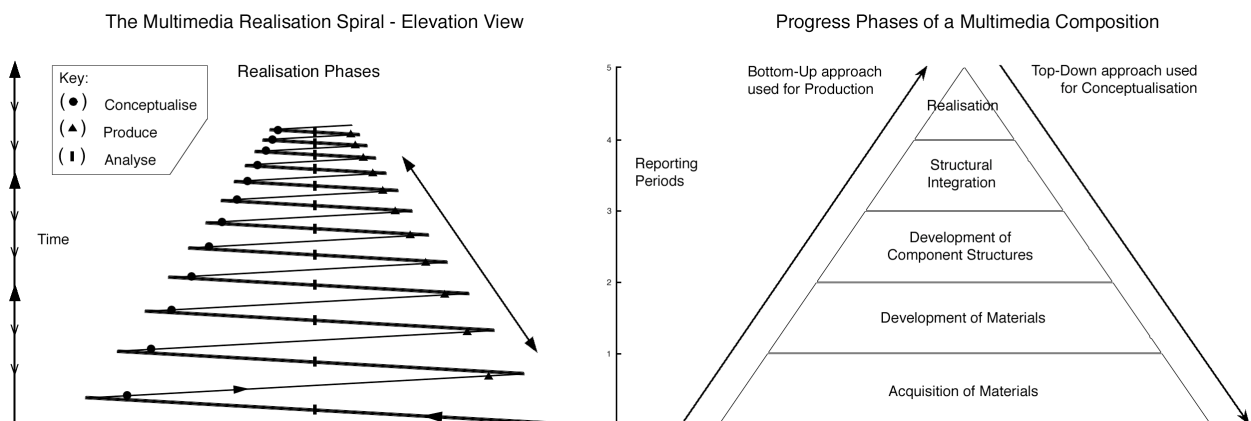 The Multimedia Realisation Spiral - Elevation View
Key:
( ) Conceptualise
( ) Produce
( ) Analyse
Realisation Phases
Time
Progress Phases of a Multimedia Composition
5
4
3
2
1
Reporting
Periods
Bottom-Up approach
used for Production
Top-Down approach used
for Conceptualisation
Realisation
Structural
Integration
Development of
Component Structures
Development of Materials
Acquisition of Materials